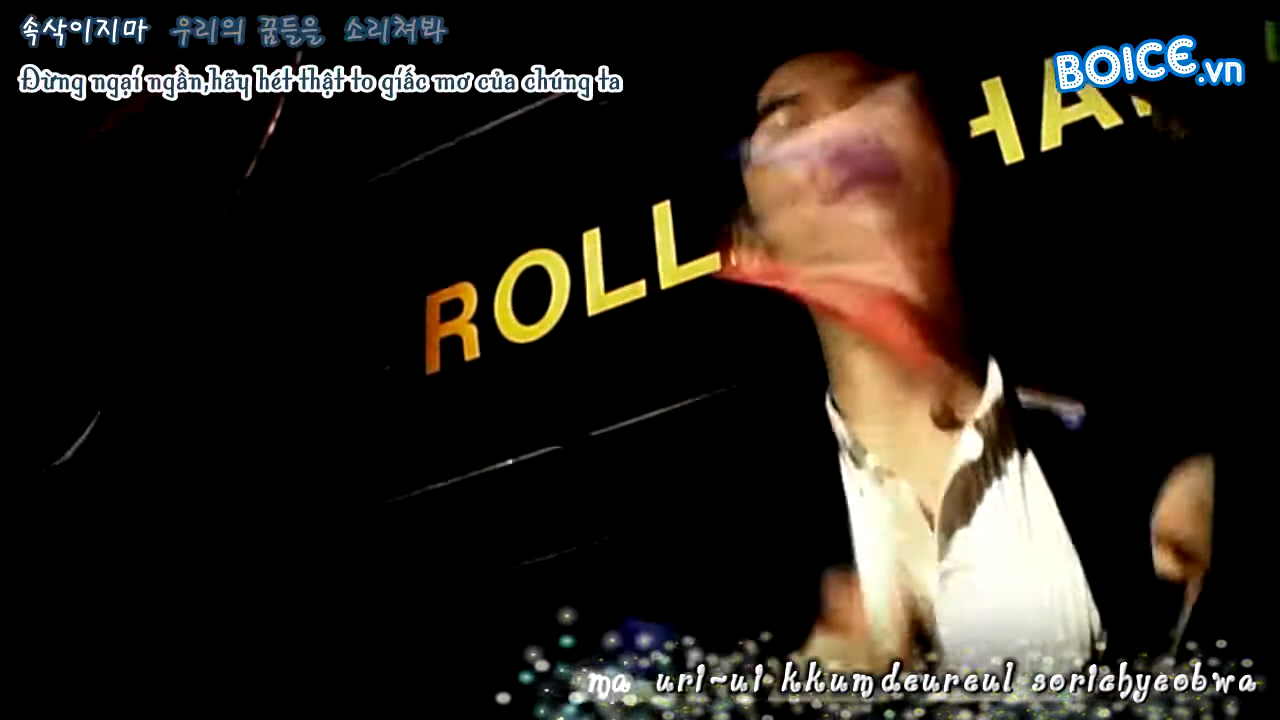 속삭이지마 우리의 꿈들을 소리쳐봐
Đừng ngại ngần,hãy hét thật to giấc mơ của chúng ta
BOICE.vn
ROLL HA
ma uri~ui kkumdeureul sorichyeobwa